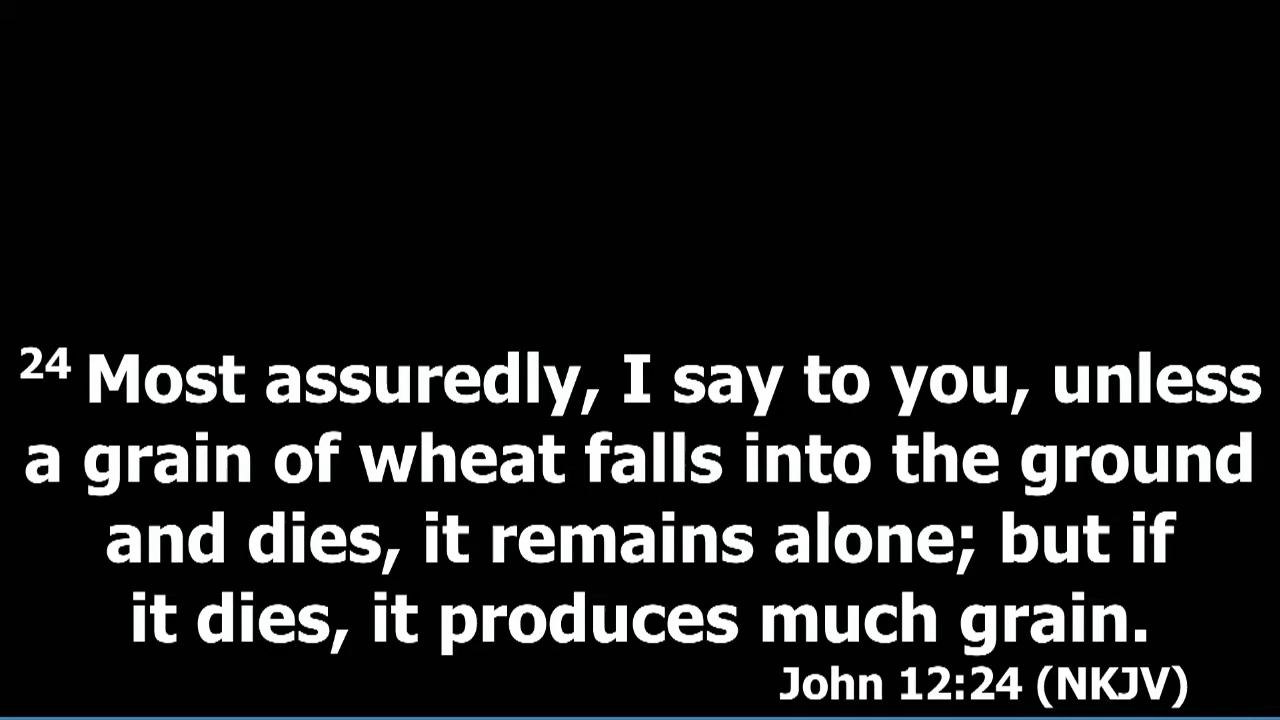 24 Most assuredly, I say to you, unless
a grain of wheat falls into the ground
and dies, it remains alone; but if
it dies, it produces much grain.
John 12:24 (NKJV)